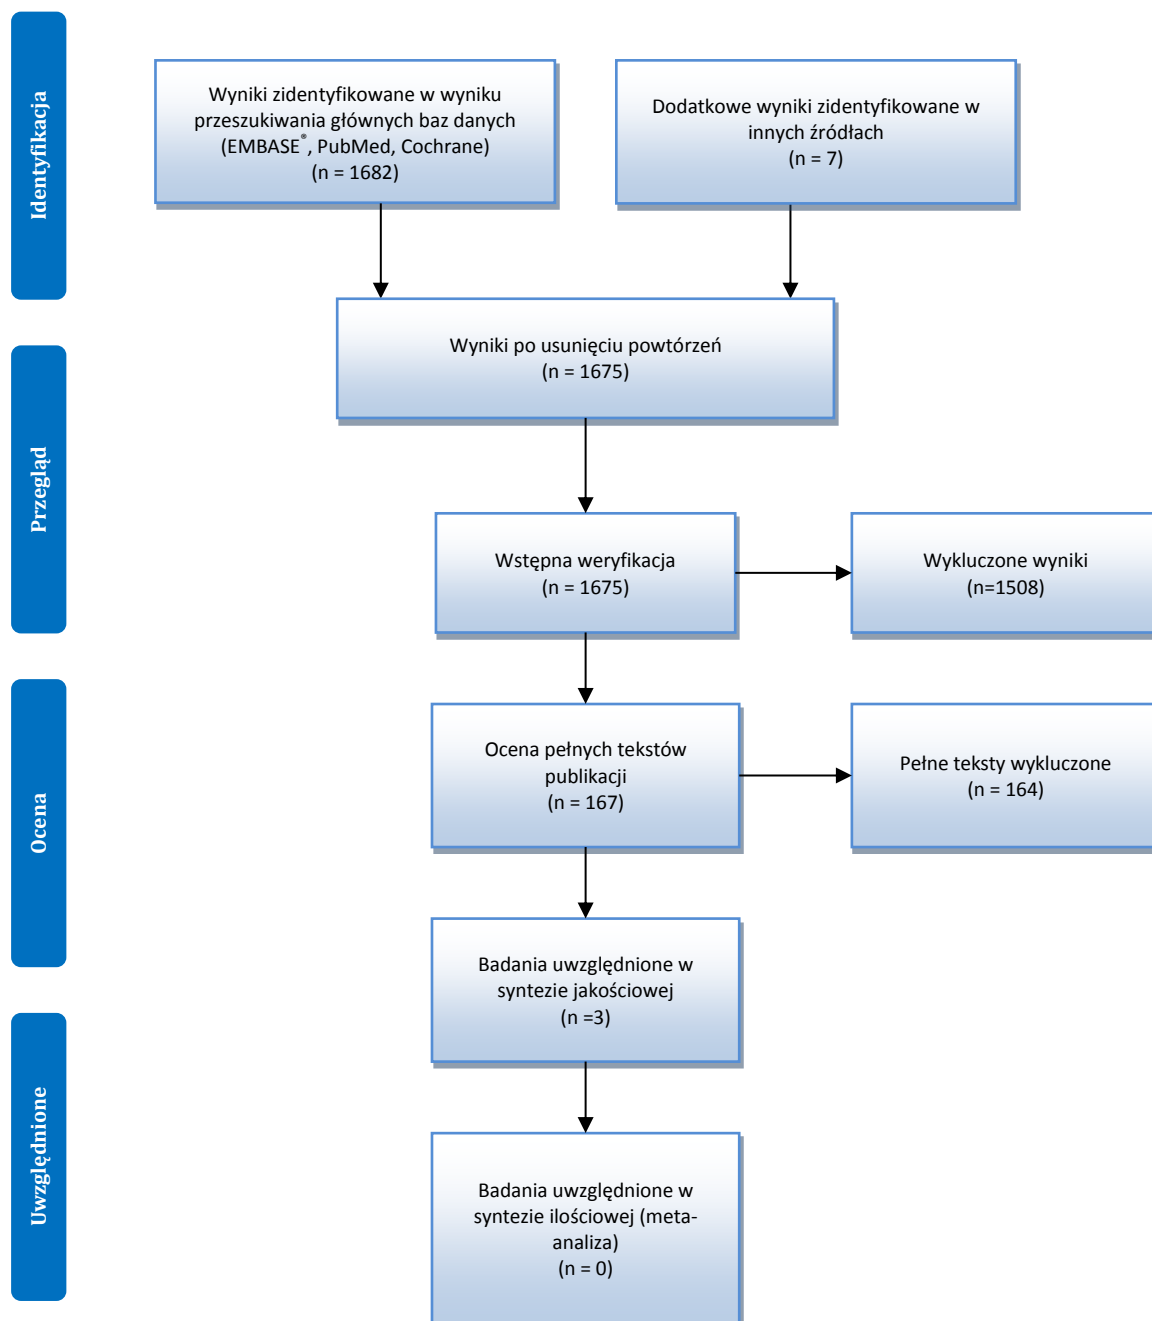 Identyfikacja
Wyniki zidentyfikowane w wyniku
przeszukiwania głównych baz danych
(EMBASE®, PubMed, Cochrane)
(n = 1682)
Dodatkowe wyniki zidentyfikowane w
innych źródłach
(n = 7)
Wyniki po usunięciu powtórzeń
(n = 1675)
Przegląd
Wstępna weryfikacja
(n = 1675)
Wykluczone wyniki
(n=1508)
Ocena
Ocena pełnych tekstów
publikacji
(n = 167)
Pełne teksty wykluczone
(n = 164)
Badania uwzględnione w
syntezie jakościowej
(n =3)
Uwzględnione
Badania uwzględnione w
syntezie ilościowej (meta-
analiza)
(n = 0)